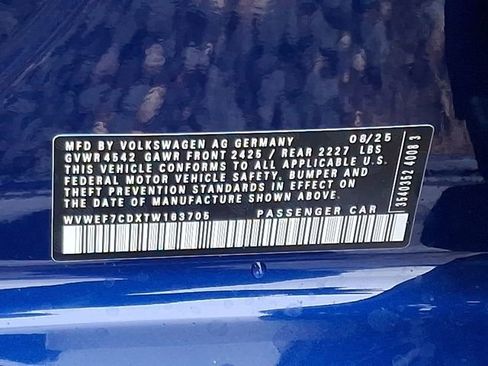 MFD BY VOLKSWAGEN AG GERMANY 08/25
GVWR 4542 GAWR FRONT 2425 / REAR 2227 LBS
THIS VEHICLE CONFORMS TO ALL APPLICABLE U.S.
FEDERAL MOTOR VEHICLE SAFETY, BUMPER AND
THEFT PREVENTION STANDARDS IN EFFECT ON THE
DATE OF MANUFACTURE SHOWN ABOVE.
WVWEF7CDXTW183705 PASSENGER CAR
3540352 4008 3